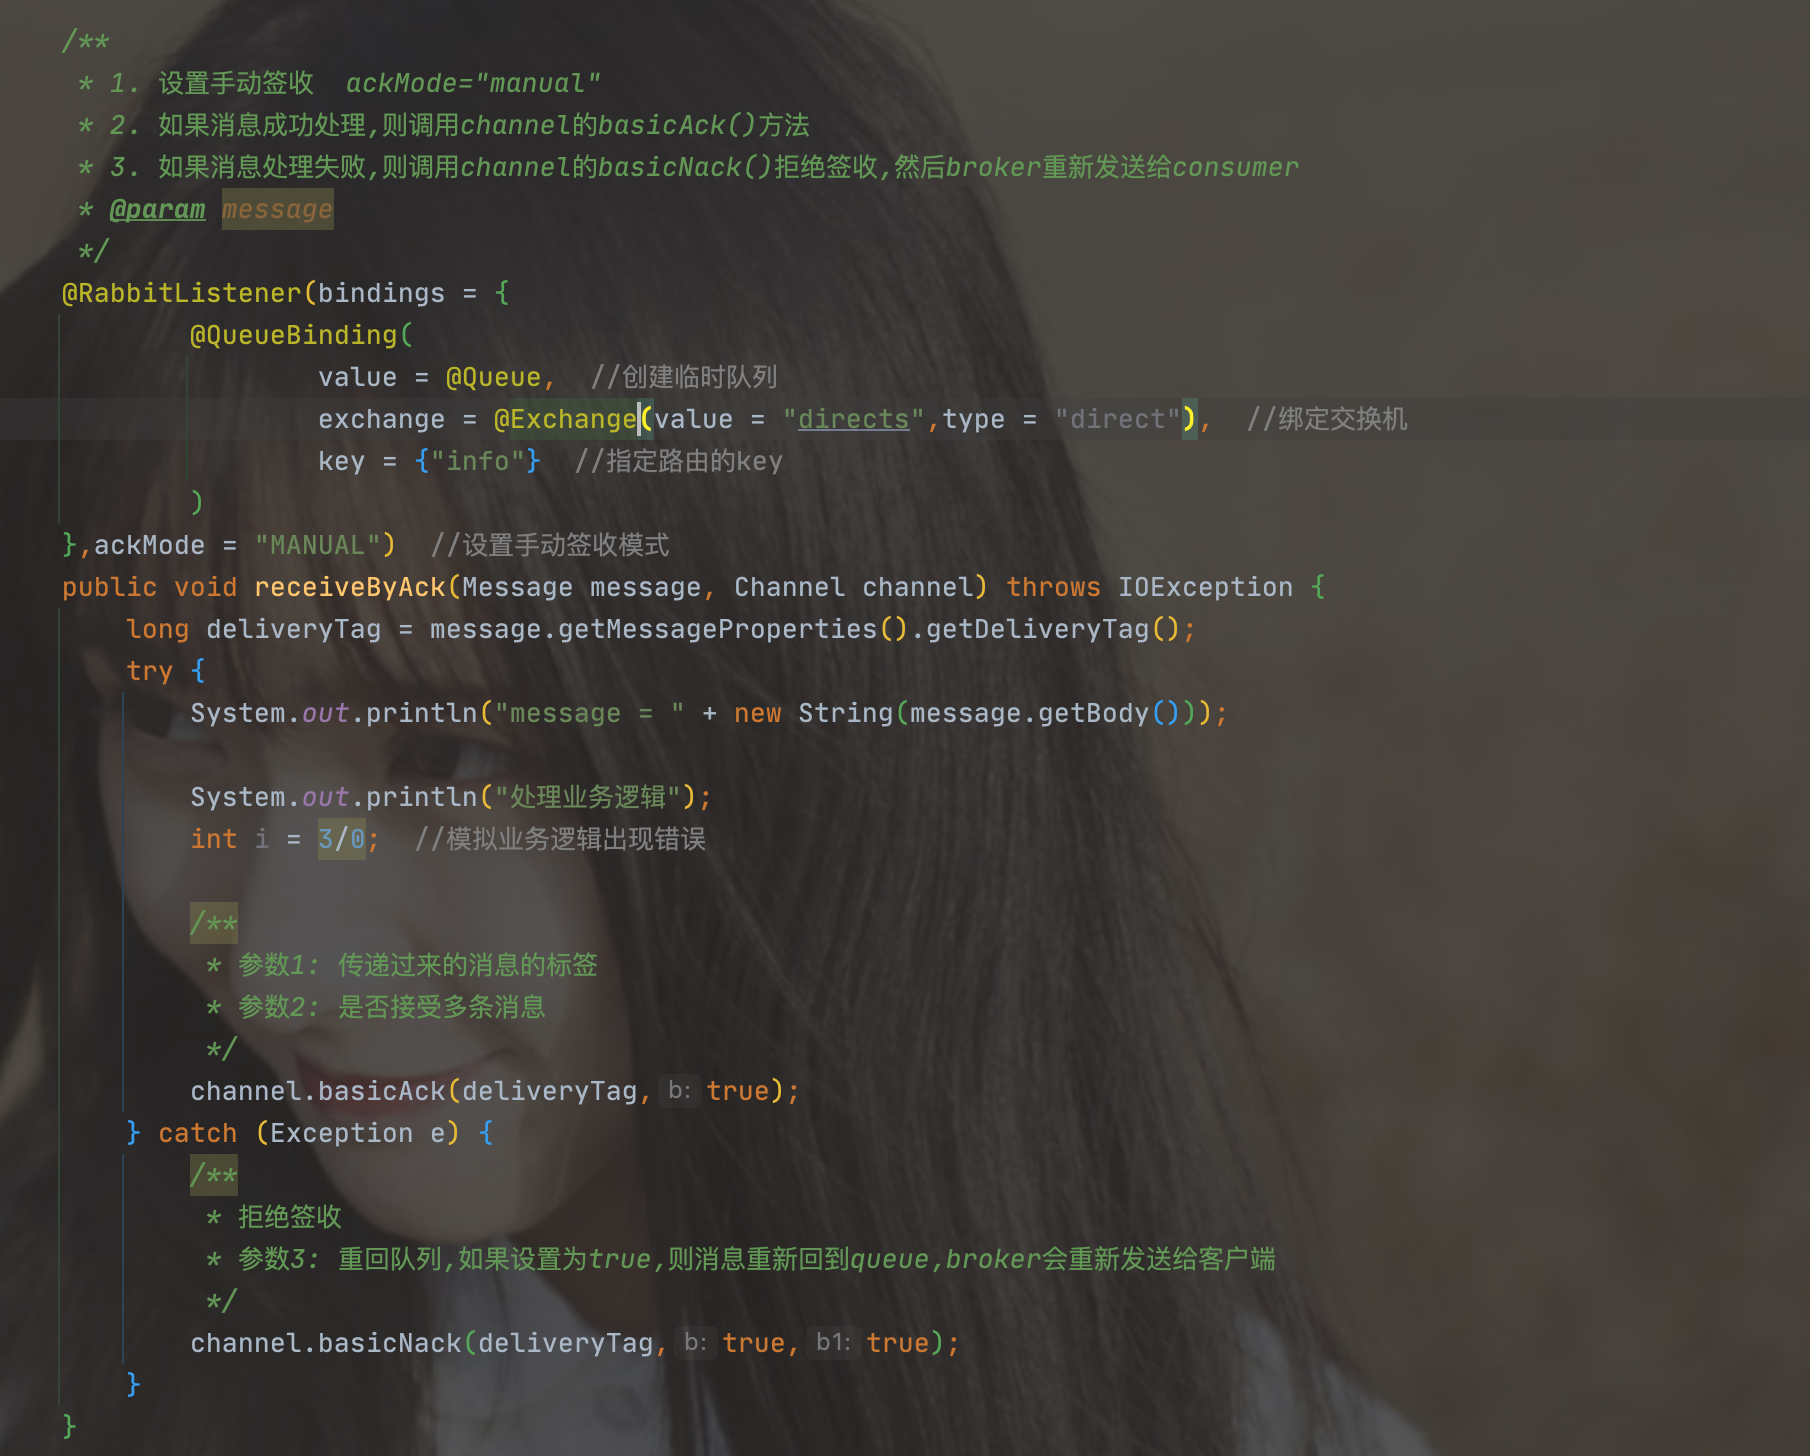 /**
 * 1. 设置手动签收  ackMode="manual"
 * 2. 如果消息成功处理,则调用channel的basicAck()方法
 * 3. 如果消息处理失败,则调用channel的basicNack()拒绝签收,然后broker重新发送给consumer
 * @param message
 */
@RabbitListener(bindings = {
        @QueueBinding(
                value = @Queue,  //创建临时队列
                exchange = @Exchange(value = "directs",type = "direct"),  //绑定交换机
                key = {"info"}  //指定路由的key
        )
},ackMode = "MANUAL")  //设置手动签收模式
public void receiveByAck(Message message, Channel channel) throws IOException {
    long deliveryTag = message.getMessageProperties().getDeliveryTag();
    try {
        System.out.println("message = " + new String(message.getBody()));
        System.out.println("处理业务逻辑");
        int i = 3/0;  //模拟业务逻辑出现错误
        /**
         * 参数1: 传递过来的消息的标签
         * 参数2: 是否接受多条消息
         */
        channel.basicAck(deliveryTag, b: true);
    } catch (Exception e) {
        /**
         * 拒绝签收
         * 参数3: 重回队列,如果设置为true,则消息重新回到queue,broker会重新发送给客户端
         */
        channel.basicNack(deliveryTag, b: true, b1: true);
    }
}